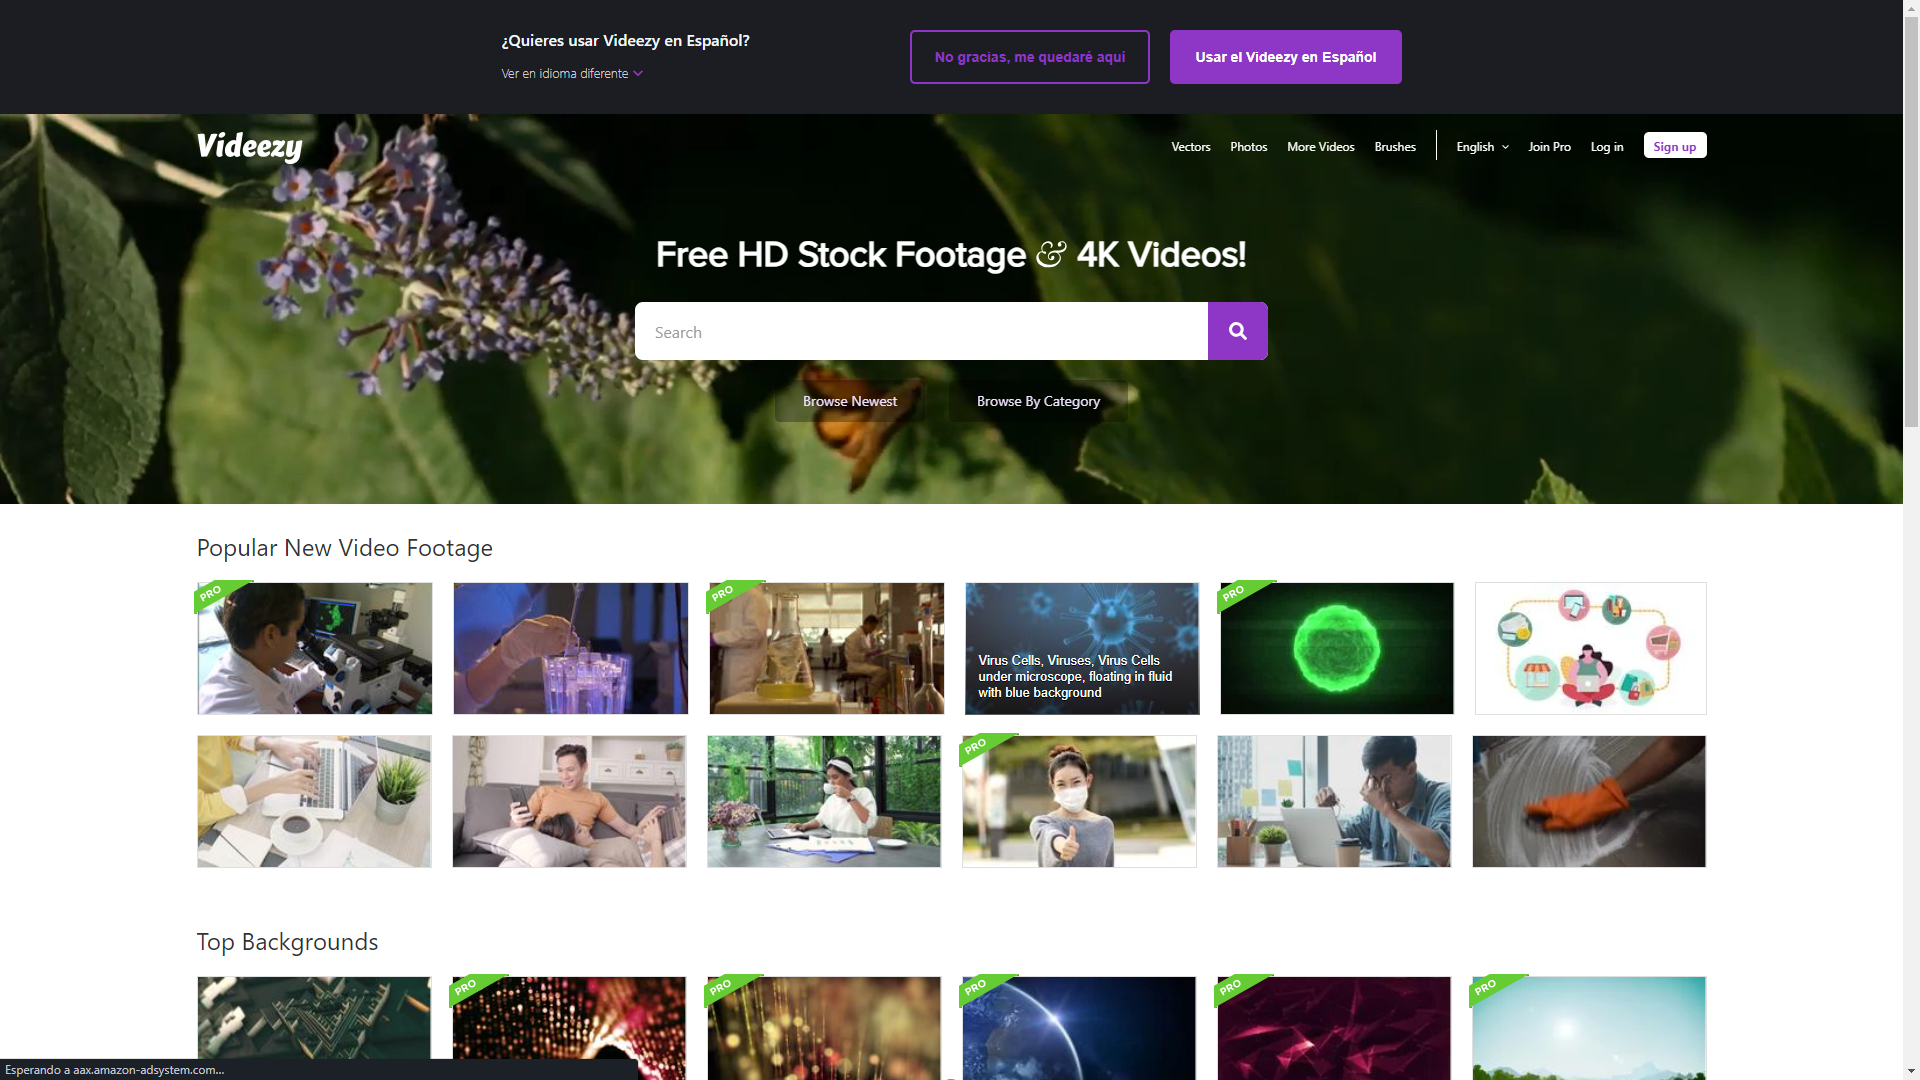 ¿Quieres usar Videezy en Español?
Ver en idioma diferente
No gracias, me quedaré aquí
Usar el Videezy en Español
Videezy
Vectors
Photos
More Videos
Brushes
English
Join Pro
Log in
Sign up
Free HD Stock Footage & 4K Videos!
Search
Browse Newest
Browse By Category
Popular New Video Footage
PRO
PRO
Virus Cells, Viruses, Virus Cells
under microscope, floating in fluid
with blue background
PRO
PRO
Top Backgrounds
PRO
PRO
PRO
PRO
PRO
Esperando a aax.amazon-adsystem.com...